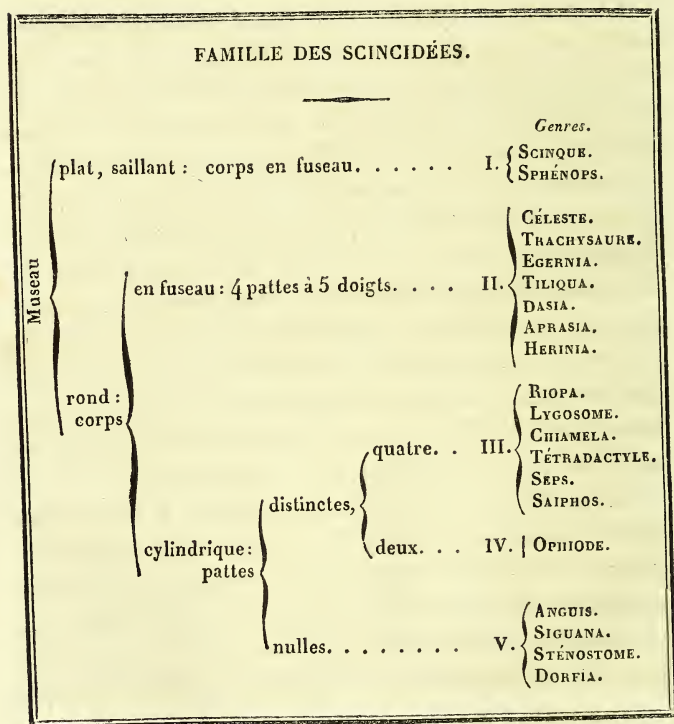 FAMILLE DES SCINCIDÉES.
Genres.
Museau
plat, saillant : corps en fuseau. . . . . . I. SCINQUE.
SPHÉNOPS.
rond :
corps
en fuseau : 4 pattes à 5 doigts. . . . . II. CÉLESTE.
TRACHYSAURE.
EGERNIA.
TILIQUA.
DASIA.
APRASIA.
HERINIA.
cylindrique :
pattes
distinctes,
quatre. . . III. RIOPA.
LYGOSOME.
CHIAMELA.
TÉTRADACTYLE.
SEPS.
SAIPHOS.
deux. . . . IV. OPHIODE.
nulles. . . . . . . . . V. ANGUIS.
SIGUANA.
STÉNOSTOME.
DORFIA.